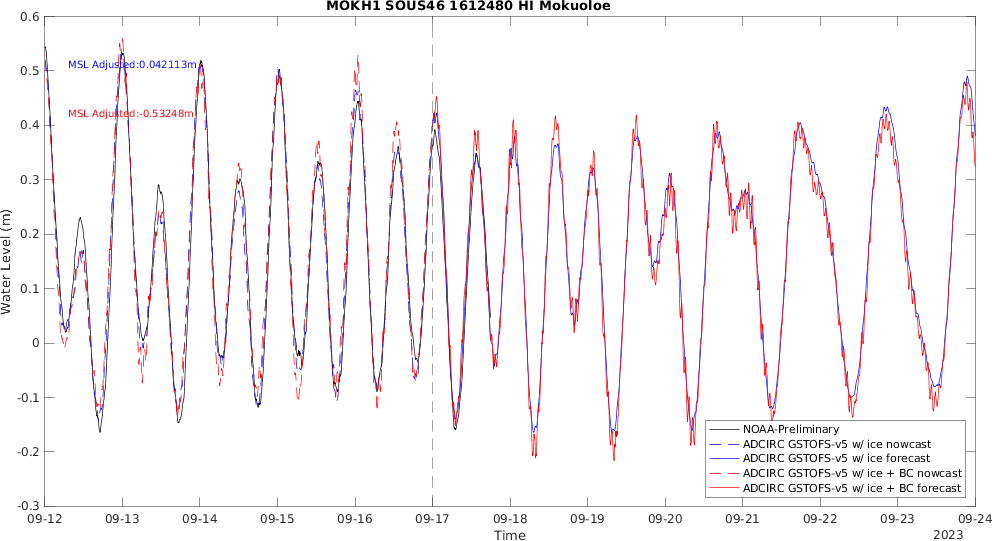 MOKH1 SOUS46 1612480 HI Mokuoloe
0.6
0.5
0.4
0.3
0.2
0.1
0
-0.1
-0.2
-0.3
Water Level (m)
MSL Adjusted:0.042113m
MSL Adjusted:-0.53248m
NOAA-Preliminary
ADCIRC GSTOFS-v5 w/ ice nowcast
ADCIRC GSTOFS-v5 w/ ice forecast
ADCIRC GSTOFS-v5 w/ ice + BC nowcast
ADCIRC GSTOFS-v5 w/ ice + BC forecast
09-12 09-13 09-14 09-15 09-16 09-17 09-18 09-19 09-20 09-21 09-22 09-23 09-24
Time
2023